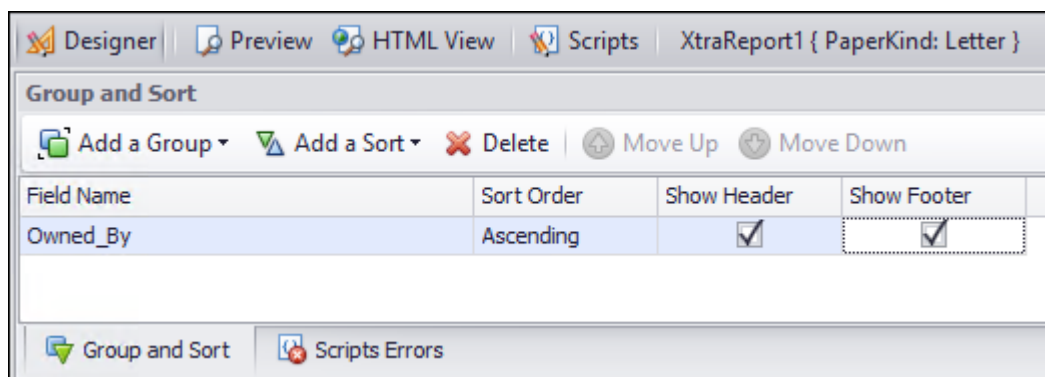 Designer Preview HTML View Scripts XtraReport1 { PaperKind: Letter }
Group and Sort
Add a Group Add a Sort Delete Move Up Move Down
Field Name Sort Order Show Header Show Footer
Owned_By Ascending
Group and Sort Scripts Errors